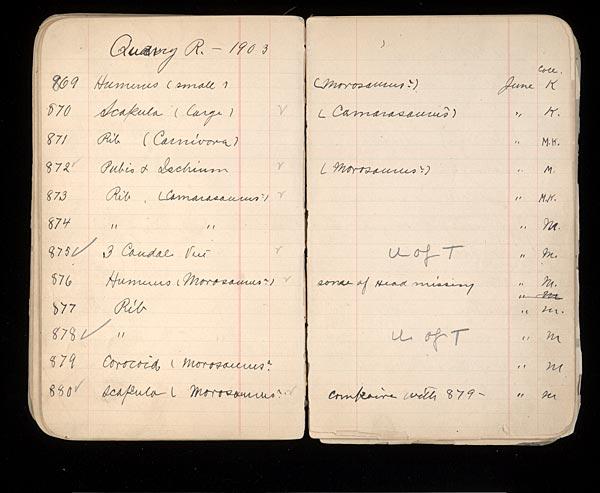 Quarry R. - 1903
Coll.
869 Humerus (small) (Morosaurus?) June K
870 Scapula (large) ✓ (Camarasaurus?) " K.
871 Rib (Carnivora) " M.K.
872 ✓ Pubis & Ischium ✓ (Morosaurus?) " M.
873 Rib. (Camarasaurus?) ✓ " M.K.
874 " " " M.
875 ✓ 3 Caudal Vert ✓ U of T " M.
876 Humerus (Morosaurus?) ✓ some of Head missing " M.
" M
877 Rib " M.
878 ✓ " U of T " M
879 Corocoid (Morosaurus? " M
880 ✓ Scapula (Morosaurus? ✓ compaire with 879- " M